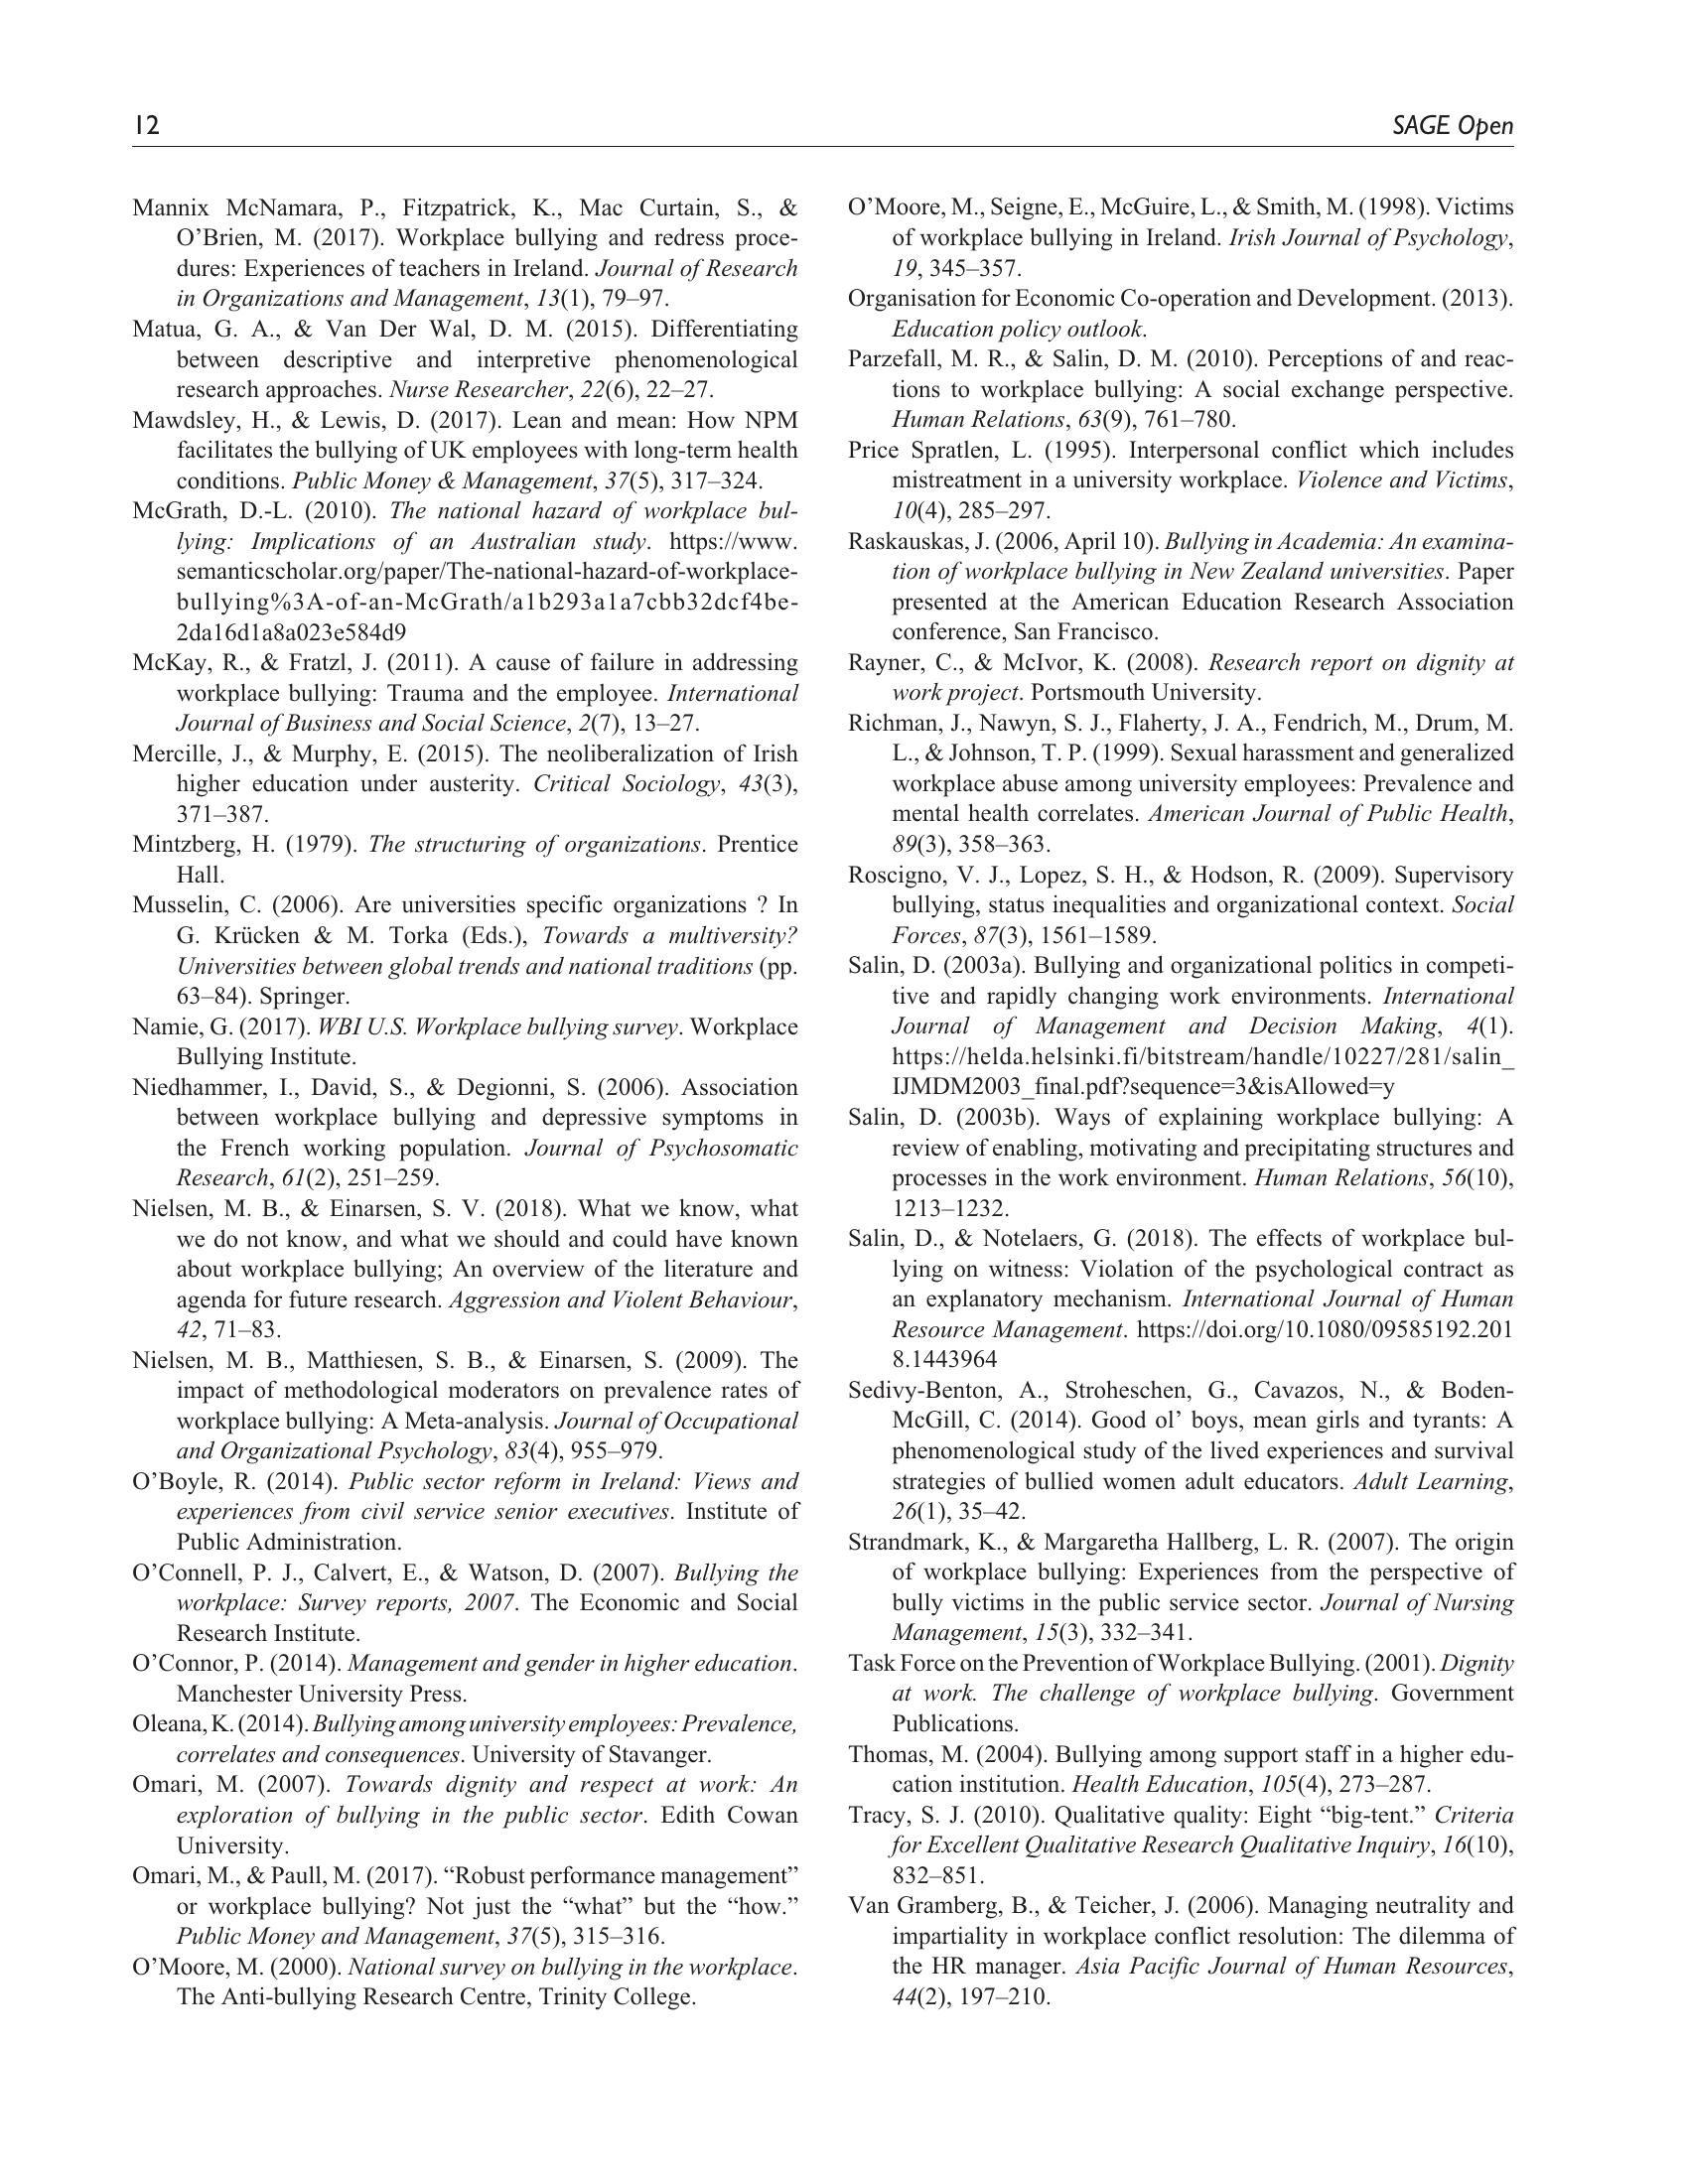 12
SAGE Open
Mannix McNamara, P., Fitzpatrick, K., Mac Curtain, S., &
O’Brien, M. (2017). Workplace bullying and redress proce-
dures: Experiences of teachers in Ireland. Journal of Research
in Organizations and Management, 13(1), 79–97.
Matua, G. A., & Van Der Wal, D. M. (2015). Differentiating
between descriptive and interpretive phenomenological
research approaches. Nurse Researcher, 22(6), 22–27.
Mawdsley, H., & Lewis, D. (2017). Lean and mean: How NPM
facilitates the bullying of UK employees with long-term health
conditions. Public Money & Management, 37(5), 317–324.
McGrath, D.-L. (2010). The national hazard of workplace bul-
lying: Implications of an Australian study. https://www.
semanticscholar.org/paper/The-national-hazard-of-workplace-
bullying%3A-of-an-McGrath/a1b293a1a7cbb32dcf4be-
2da16d1a8a023e584d9
McKay, R., & Fratzl, J. (2011). A cause of failure in addressing
workplace bullying: Trauma and the employee. International
Journal of Business and Social Science, 2(7), 13–27.
Mercille, J., & Murphy, E. (2015). The neoliberalization of Irish
higher education under austerity. Critical Sociology, 43(3),
371–387.
Mintzberg, H. (1979). The structuring of organizations. Prentice
Hall.
Musselin, C. (2006). Are universities specific organizations ? In
G. Krücken & M. Torka (Eds.), Towards a multiversity?
Universities between global trends and national traditions (pp.
63–84). Springer.
Namie, G. (2017). WBI U.S. Workplace bullying survey. Workplace
Bullying Institute.
Niedhammer, I., David, S., & Degionni, S. (2006). Association
between workplace bullying and depressive symptoms in
the French working population. Journal of Psychosomatic
Research, 61(2), 251–259.
Nielsen, M. B., & Einarsen, S. V. (2018). What we know, what
we do not know, and what we should and could have known
about workplace bullying; An overview of the literature and
agenda for future research. Aggression and Violent Behaviour,
42, 71–83.
Nielsen, M. B., Matthiesen, S. B., & Einarsen, S. (2009). The
impact of methodological moderators on prevalence rates of
workplace bullying: A Meta-analysis. Journal of Occupational
and Organizational Psychology, 83(4), 955–979.
O’Boyle, R. (2014). Public sector reform in Ireland: Views and
experiences from civil service senior executives. Institute of
Public Administration.
O’Connell, P. J., Calvert, E., & Watson, D. (2007). Bullying the
workplace: Survey reports, 2007. The Economic and Social
Research Institute.
O’Connor, P. (2014). Management and gender in higher education.
Manchester University Press.
Oleana, K. (2014). Bullying among university employees: Prevalence,
correlates and consequences. University of Stavanger.
Omari, M. (2007). Towards dignity and respect at work: An
exploration of bullying in the public sector. Edith Cowan
University.
Omari, M., & Paull, M. (2017). “Robust performance management”
or workplace bullying? Not just the “what” but the “how.”
Public Money and Management, 37(5), 315–316.
O’Moore, M. (2000). National survey on bullying in the workplace.
The Anti-bullying Research Centre, Trinity College.
O’Moore, M., Seigne, E., McGuire, L., & Smith, M. (1998). Victims
of workplace bullying in Ireland. Irish Journal of Psychology,
19, 345–357.
Organisation for Economic Co-operation and Development. (2013).
Education policy outlook.
Parzefall, M. R., & Salin, D. M. (2010). Perceptions of and reac-
tions to workplace bullying: A social exchange perspective.
Human Relations, 63(9), 761–780.
Price Spratlen, L. (1995). Interpersonal conflict which includes
mistreatment in a university workplace. Violence and Victims,
10(4), 285–297.
Raskauskas, J. (2006, April 10). Bullying in Academia: An examina-
tion of workplace bullying in New Zealand universities. Paper
presented at the American Education Research Association
conference, San Francisco.
Rayner, C., & McIvor, K. (2008). Research report on dignity at
work project. Portsmouth University.
Richman, J., Nawyn, S. J., Flaherty, J. A., Fendrich, M., Drum, M.
L., & Johnson, T. P. (1999). Sexual harassment and generalized
workplace abuse among university employees: Prevalence and
mental health correlates. American Journal of Public Health,
89(3), 358–363.
Roscigno, V. J., Lopez, S. H., & Hodson, R. (2009). Supervisory
bullying, status inequalities and organizational context. Social
Forces, 87(3), 1561–1589.
Salin, D. (2003a). Bullying and organizational politics in competi-
tive and rapidly changing work environments. International
Journal of Management and Decision Making, 4(1).
https://helda.helsinki.fi/bitstream/handle/10227/281/salin_
IJMDM2003_final.pdf?sequence=3&isAllowed=y
Salin, D. (2003b). Ways of explaining workplace bullying: A
review of enabling, motivating and precipitating structures and
processes in the work environment. Human Relations, 56(10),
1213–1232.
Salin, D., & Notelaers, G. (2018). The effects of workplace bul-
lying on witness: Violation of the psychological contract as
an explanatory mechanism. International Journal of Human
Resource Management. https://doi.org/10.1080/09585192.201
8.1443964
Sedivy-Benton, A., Stroheschen, G., Cavazos, N., & Boden-
McGill, C. (2014). Good ol’ boys, mean girls and tyrants: A
phenomenological study of the lived experiences and survival
strategies of bullied women adult educators. Adult Learning,
26(1), 35–42.
Strandmark, K., & Margaretha Hallberg, L. R. (2007). The origin
of workplace bullying: Experiences from the perspective of
bully victims in the public service sector. Journal of Nursing
Management, 15(3), 332–341.
Task Force on the Prevention of Workplace Bullying. (2001). Dignity
at work. The challenge of workplace bullying. Government
Publications.
Thomas, M. (2004). Bullying among support staff in a higher edu-
cation institution. Health Education, 105(4), 273–287.
Tracy, S. J. (2010). Qualitative quality: Eight “big-tent.” Criteria
for Excellent Qualitative Research Qualitative Inquiry, 16(10),
832–851.
Van Gramberg, B., & Teicher, J. (2006). Managing neutrality and
impartiality in workplace conflict resolution: The dilemma of
the HR manager. Asia Pacific Journal of Human Resources,
44(2), 197–210.